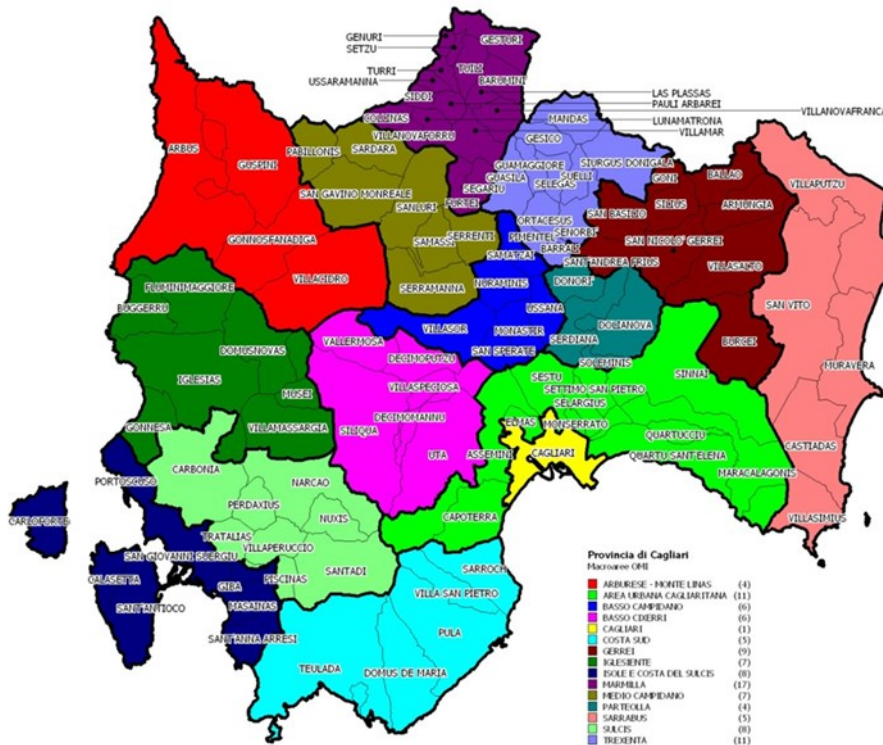 GENURI
SETZU
GESTURI
TURRI
TUILI
USSARAMANNA
BARUMINI
SIDDI
LAS PLASSAS
PAULI ARBAREI
VILLANOVAFRANCA
COLLINAS
LUNAMATRONA
MANDAS
VILLANOVAFORRU
VILLAMAR
ARBUS
PABILLONIS
SARDARA
GESICO
GUSPINI
GUAMAGGIORE
SIURGUS DONIGALA
BALLAO
SUELLI
GUASILA
GONI
SELEGAS
VILLAPUTZU
SAN GAVINO MONREALE
SEGARIU
SILIUS
ARMUNGIA
SANLURI
FURTEI
SAN BASILIO
ORTACESUS
GONNOSFANADIGA
SERRENTI
SENORBI'
SAMASSI
PIMENTEL
SAN NICOLO' GERREI
BARRALI
SAMATZAI
SANT'ANDREA FRIUS
VILLASALTO
VILLACIDRO
DONORI
FLUMINIMAGGIORE
SERRAMANNA
NURAMINIS
SAN VITO
BUGGERRU
USSANA
VILLASOR
MONASTIR
DOLIANOVA
VALLERMOSA
SERDIANA
BURCEI
DOMUSNOVAS
SAN SPERATE
DECIMOPUTZU
SOLEMINIS
MURAVERA
IGLESIAS
SESTU
SINNAI
VILLASPECIOSA
SETTIMO SAN PIETRO
MUSEI
SELARGIUS
DECIMOMANNU
ELMAS
MONSERRATO
GONNESA
VILLAMASSARGIA
SILIQUA
QUARTUCCIU
CASTIADAS
UTA
ASSEMINI
CAGLIARI
QUARTU SANT'ELENA
CARBONIA
MARACALAGONIS
PORTOSCUSO
NARCAO
PERDAXIUS
VILLASIMIUS
CARLOFORTE
NUXIS
CAPOTERRA
TRATALIAS
VILLAPERUCCIO
SAN GIOVANNI SUERGIU
SARROCH
CALASETTA
SANTADI
PISCINAS
GIBA
VILLA SAN PIETRO
MASAINAS
SANT'ANTIOCO
PULA
SANT'ANNA ARRESI
TEULADA
DOMUS DE MARIA
Provincia di Cagliari
Macroaree OMI
ARBURESE - MONTE LINAS (4)
AREA URBANA CAGLIARITANA (11)
BASSO CAMPIDANO (6)
BASSO CIXERRI (6)
CAGLIARI (1)
COSTA SUD (5)
GERREI (9)
IGLESIENTE (7)
ISOLE E COSTA DEL SULCIS (8)
MARMILLA (17)
MEDIO CAMPIDANO (7)
PARTEOLLA (4)
SARRABUS (5)
SULCIS (8)
TREXENTA (11)